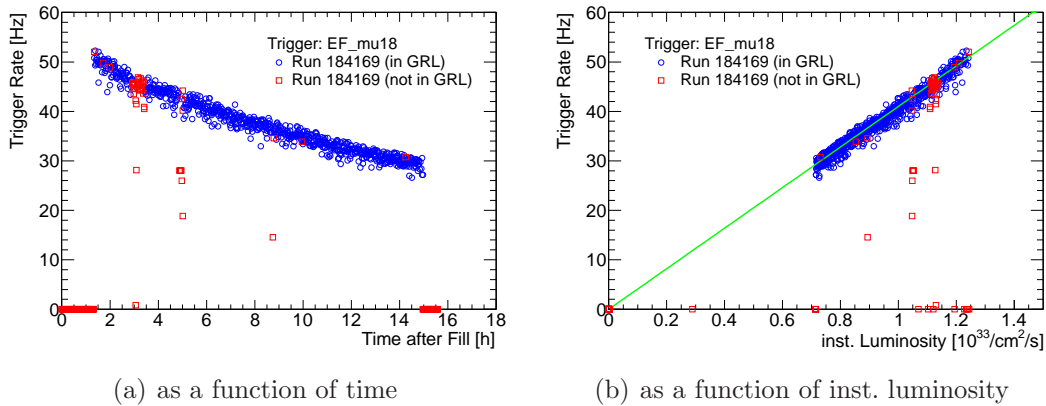 Trigger Rate [Hz]
60
50
40
30
20
10
0
Trigger: EF_mu18
Run 184169 (in GRL)
Run 184169 (not in GRL)
0 2 4 6 8 10 12 14 16 18
Time after Fill [h]
(a) as a function of time
Trigger Rate [Hz]
60
50
40
30
20
10
0
Trigger: EF_mu18
Run 184169 (in GRL)
Run 184169 (not in GRL)
0 0.2 0.4 0.6 0.8 1.0 1.2 1.4
inst. Luminosity [10³³/cm²/s]
(b) as a function of inst. luminosity